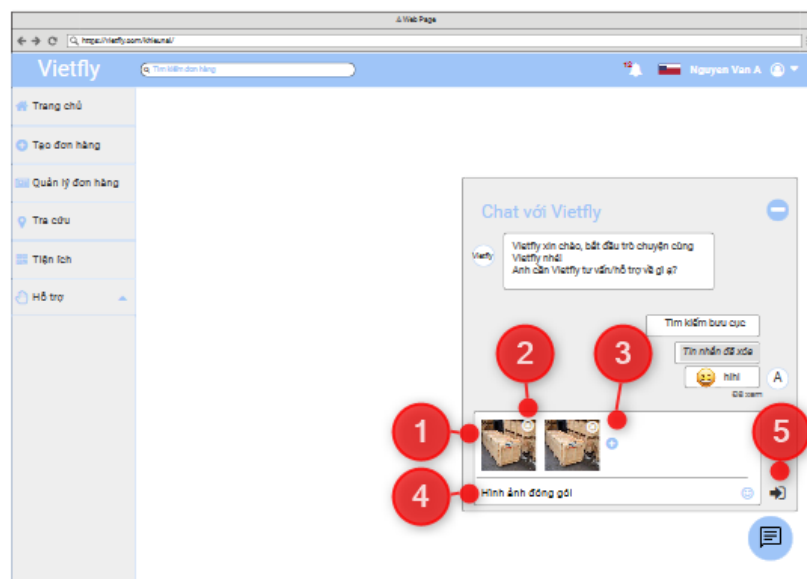 Web Page
https://vietfly.com/khieunai/
Vietfly
Tìm kiếm đơn hàng
12
Nguyen Van A
Trang chủ
Tạo đơn hàng
Quản lý đơn hàng
Tra cứu
Tiện ích
Hỗ trợ
Chat với Vietfly
Vietfly
Vietfly xin chào, bắt đầu trò chuyện cùng
Vietfly nhé!
Anh cần Vietfly tư vấn/hỗ trợ về gì ạ?
Tìm kiếm bưu cục
Tin nhắn đã xóa
hihi
A
Đã xem
1
2
3
4
5
Hình ảnh đóng gói